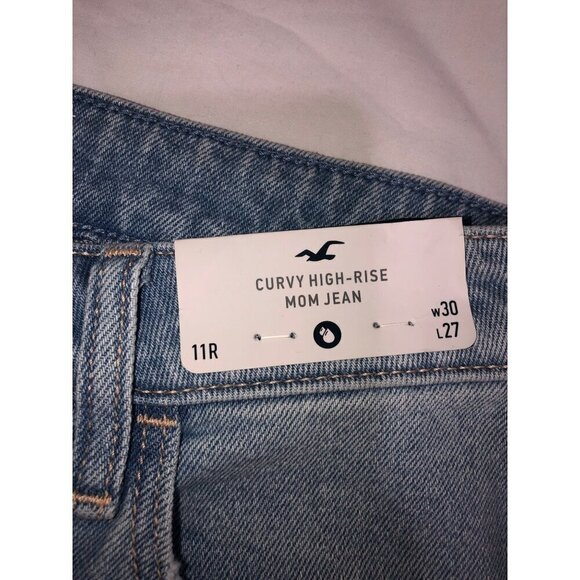 CURVY HIGH-RISE
MOM JEAN
11R
W30
L27